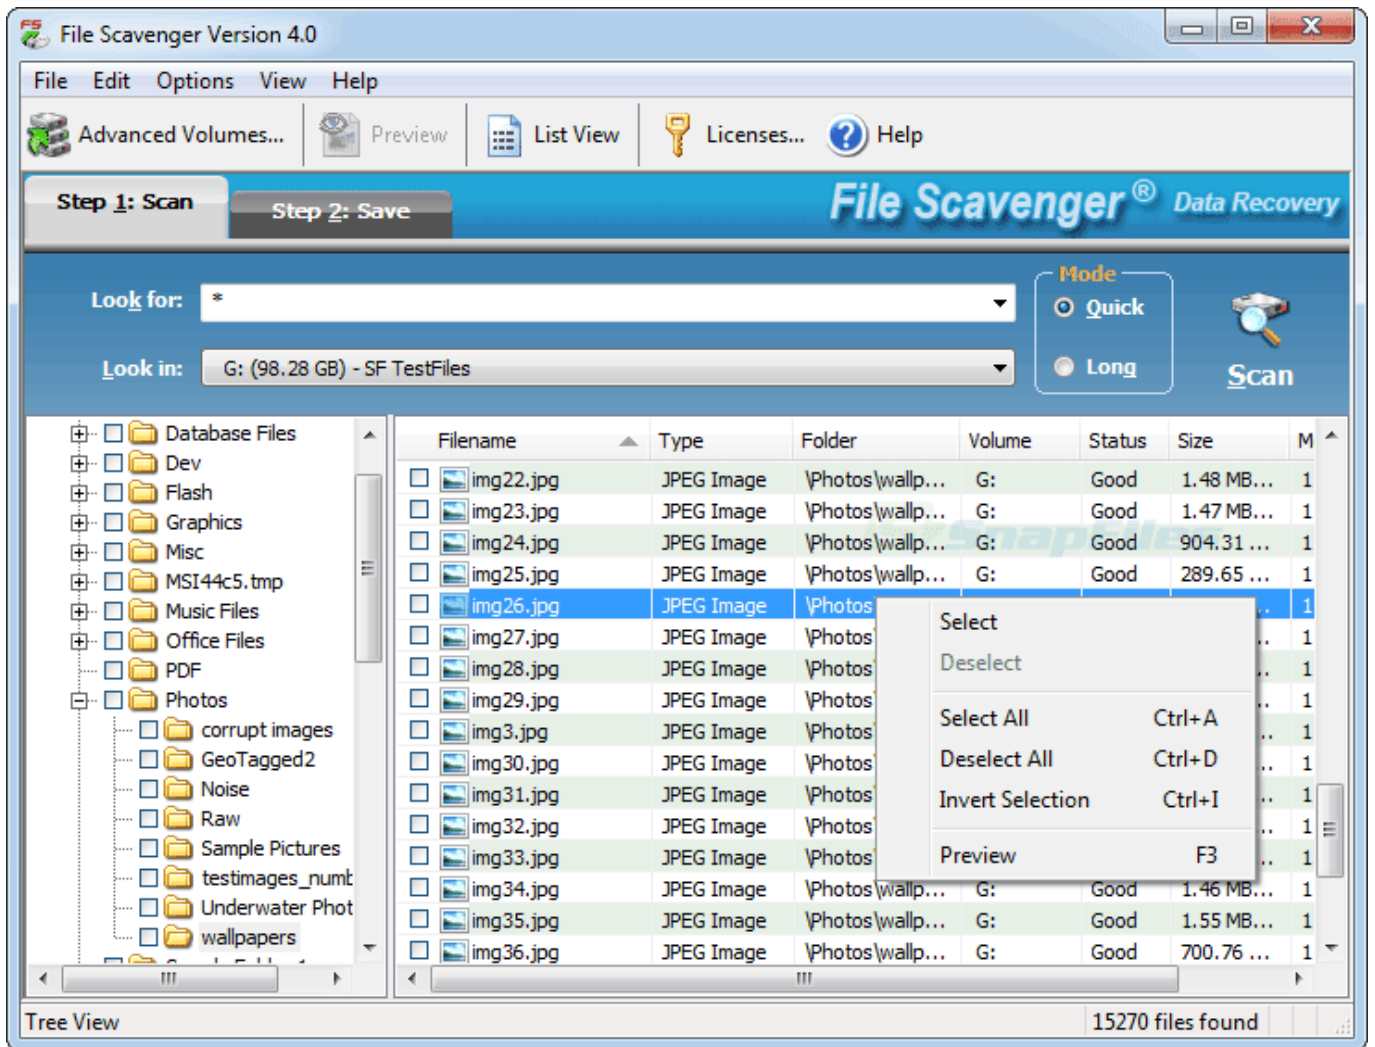 File Scavenger Version 4.0
File Edit Options View Help
Advanced Volumes... Preview List View Licenses... Help
Step 1: Scan Step 2: Save File Scavenger® Data Recovery
Mode
Look for: * Quick
Look in: G: (98.28 GB) - SF TestFiles Long
Scan
Database Files
Dev
Flash
Graphics
Misc
MSI44c5.tmp
Music Files
Office Files
PDF
Photos
corrupt images
GeoTagged2
Noise
Raw
Sample Pictures
testimages_numb
Underwater Phot
wallpapers
Filename Type Folder Volume Status Size M
img22.jpg JPEG Image \Photos\wallp... G: Good 1.48 MB... 1
img23.jpg JPEG Image \Photos\wallp... G: Good 1.47 MB... 1
img24.jpg JPEG Image \Photos\wallp... G: Good 904.31 ... 1
img25.jpg JPEG Image \Photos\wallp... G: Good 289.65 ... 1
img26.jpg JPEG Image \Photos 1
img27.jpg JPEG Image \Photos 1
img28.jpg JPEG Image \Photos 1
img29.jpg JPEG Image \Photos 1
img3.jpg JPEG Image \Photos 1
img30.jpg JPEG Image \Photos 1
img31.jpg JPEG Image \Photos 1
img32.jpg JPEG Image \Photos 1
img33.jpg JPEG Image \Photos 1
img34.jpg JPEG Image \Photos\wallp... G: Good 1.46 MB... 1
img35.jpg JPEG Image \Photos\wallp... G: Good 1.55 MB... 1
img36.jpg JPEG Image \Photos\wallp... G: Good 700.76 ... 1
SnapFiles
Select
Deselect
Select All Ctrl+A
Deselect All Ctrl+D
Invert Selection Ctrl+I
Preview F3
Tree View 15270 files found